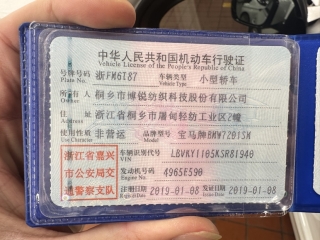 中华人民共和国机动车行驶证
Vehicle License of the People's Republic of China
号牌号码 浙FM6T87 车辆类型 小型轿车
Plate No. Vehicle Type
所有人 桐乡市博锐纺织科技股份有限公司
Owner
住址 浙江省桐乡市屠甸轻纺工业区2幢
Address
使用性质 非营运 品牌型号 宝马牌BMW7201SM
Use Character Model
浙江省嘉兴市公安局交通警察支队
车辆识别代号 LBVKY1105KSR81940
VIN
发动机号码 4965E590
Engine No.
注册日期 2019-01-08 发证日期 2019-01-08
Register Date Issue Date